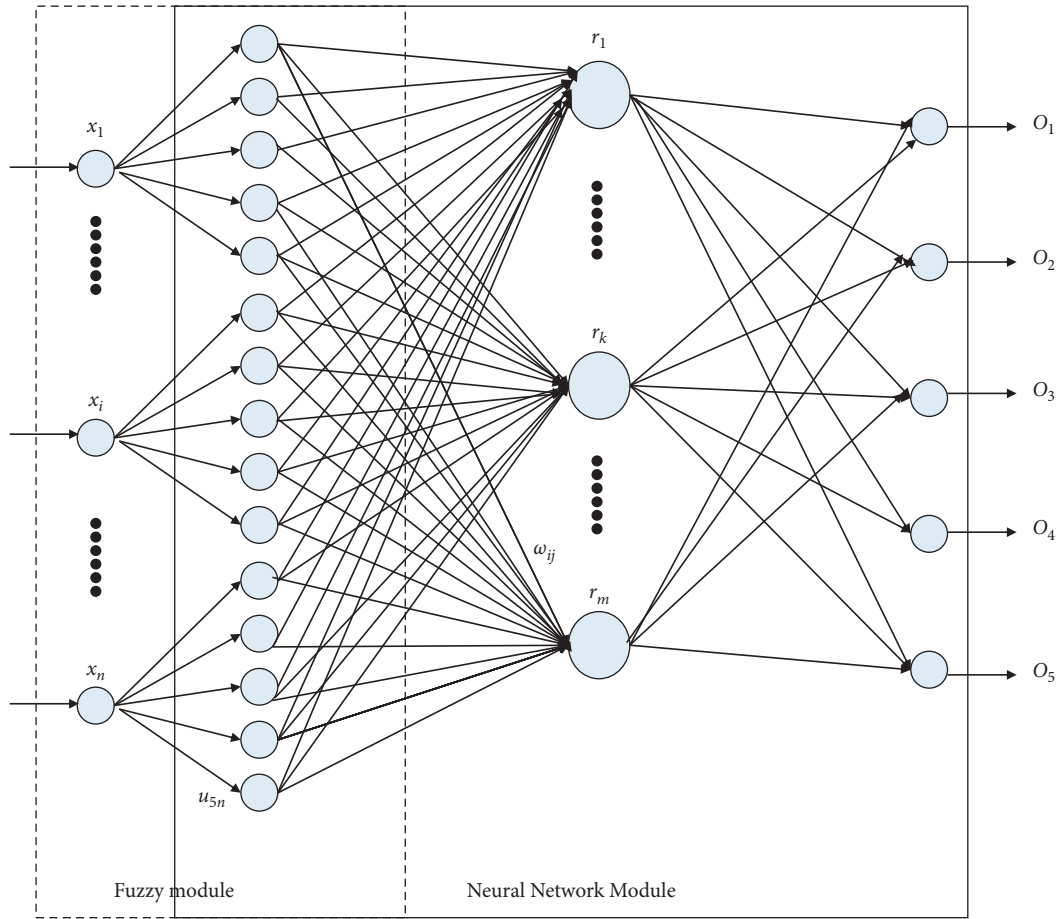 r1
O1
x1
O2
rk
O3
xi
O4
ωij
rm
O5
xn
u5n
Fuzzy module
Neural Network Module